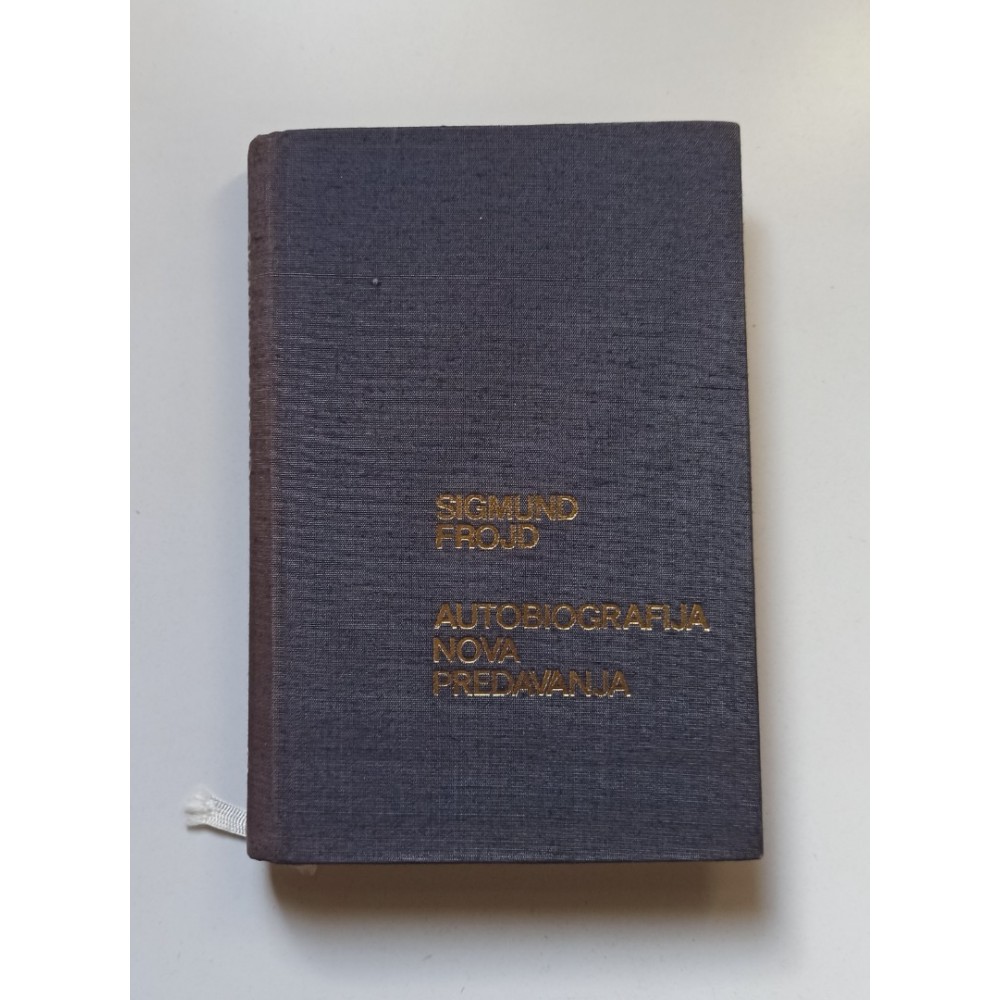 SIGMUND
FROJD
AUTOBIOGRAFIJA
NOVA
PREDAVANJA